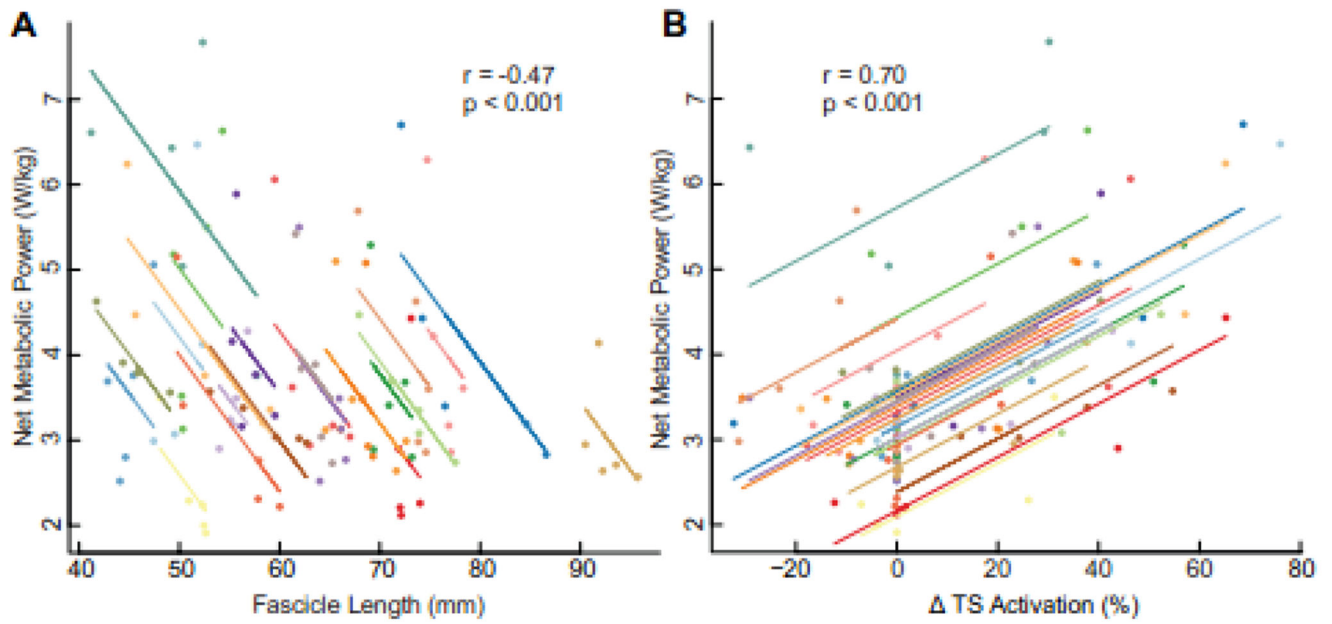 A
B
r = -0.47
p < 0.001
r = 0.70
p < 0.001
Net Metabolic Power (W/kg)
7
6
5
4
3
2
40 50 60 70 80 90
Fascicle Length (mm)
Net Metabolic Power (W/kg)
7
6
5
4
3
2
−20 0 20 40 60 80
Δ TS Activation (%)